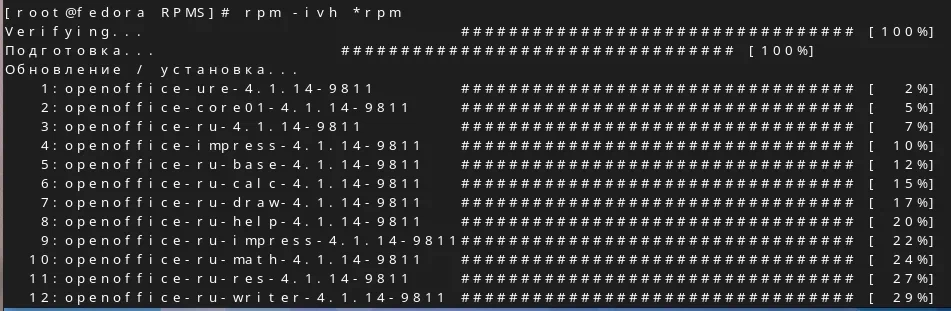 [root@fedora RPMS]# rpm -ivh *rpm
Verifying... ################################# [100%]
Подготовка... ################################# [100%]
Обновление / установка...
1:openoffice-ure-4.1.14-9811 ################################# [ 2%]
2:openoffice-core01-4.1.14-9811 ################################# [ 5%]
3:openoffice-ru-4.1.14-9811 ################################# [ 7%]
4:openoffice-impress-4.1.14-9811 ################################# [ 10%]
5:openoffice-ru-base-4.1.14-9811 ################################# [ 12%]
6:openoffice-ru-calc-4.1.14-9811 ################################# [ 15%]
7:openoffice-ru-draw-4.1.14-9811 ################################# [ 17%]
8:openoffice-ru-help-4.1.14-9811 ################################# [ 20%]
9:openoffice-ru-impress-4.1.14-9811################################# [ 22%]
10:openoffice-ru-math-4.1.14-9811 ################################# [ 24%]
11:openoffice-ru-res-4.1.14-9811 ################################# [ 27%]
12:openoffice-ru-writer-4.1.14-9811 ################################# [ 29%]